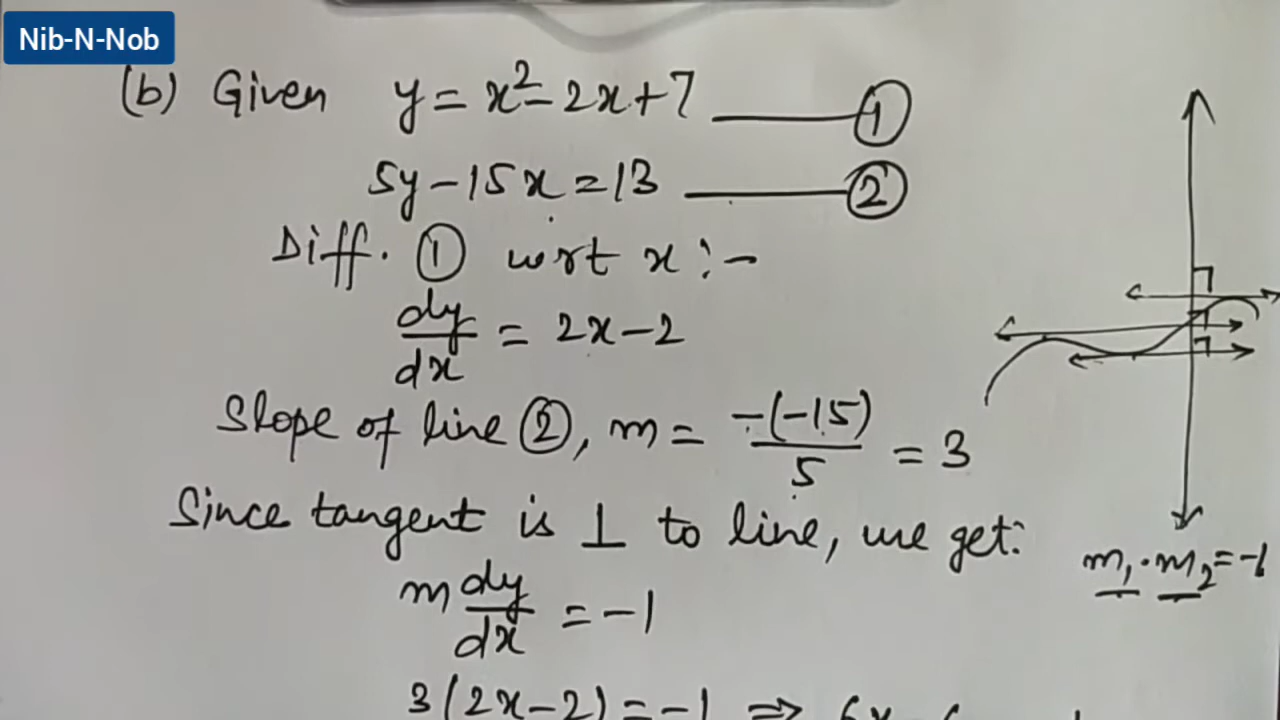 Nib-N-Nob
(b) Given y = x² - 2x + 7 ——— ①
5y - 15x = 13 ——— ②
Diff. ① wrt x :-
dy/dx = 2x - 2
Slope of line ②, m = -(-15)/5 = 3
Since tangent is ⊥ to line, we get:
m₁·m₂ = -1
m dy/dx = -1
3(2x-2) = -1 ⇒